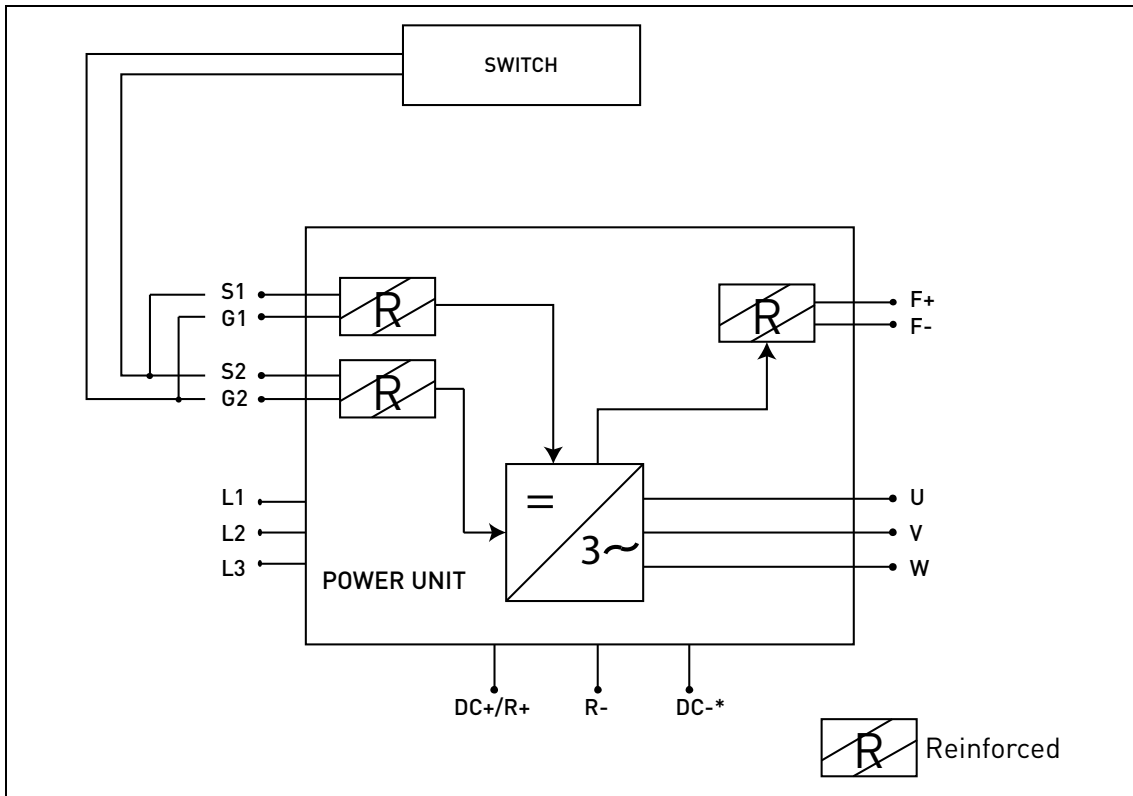 SWITCH
S1
G1
R
R
F+
F-
S2
G2
R
L1
L2
L3
=
3~
U
V
W
POWER UNIT
DC+/R+
R-
DC-*
R Reinforced